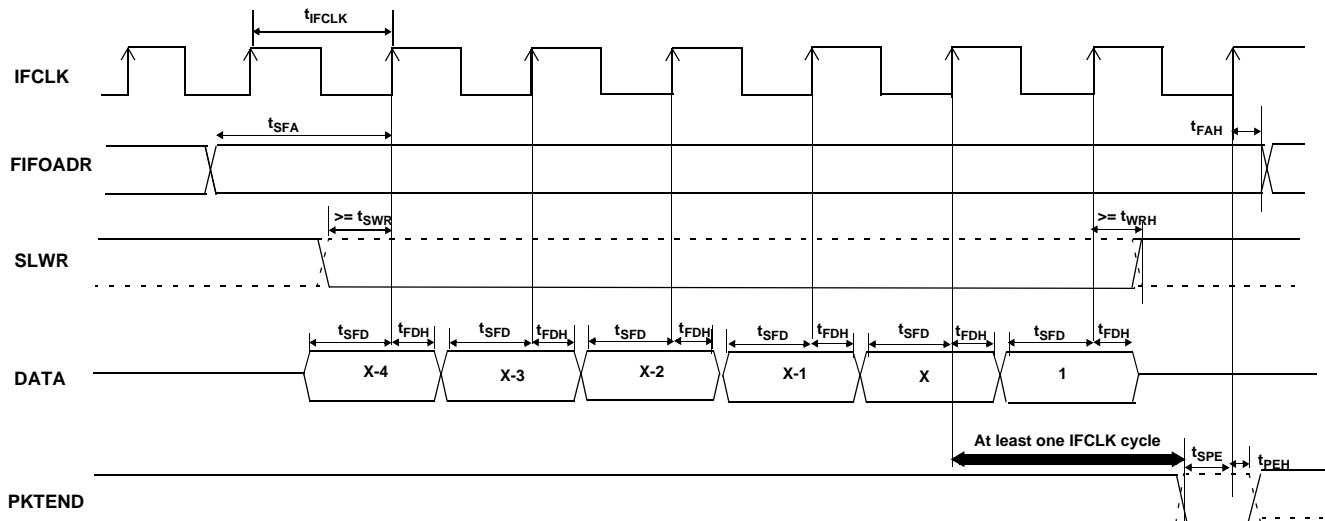 tIFCLK
IFCLK
tSFA
tFAH
FIFOADR
>= tSWR
>= tWRH
SLWR
tSFD tFDH tSFD tFDH tSFD tFDH tSFD tFDH tSFD tFDH tSFD tFDH
DATA X-4 X-3 X-2 X-1 X 1
At least one IFCLK cycle
tSPE
tPEH
PKTEND